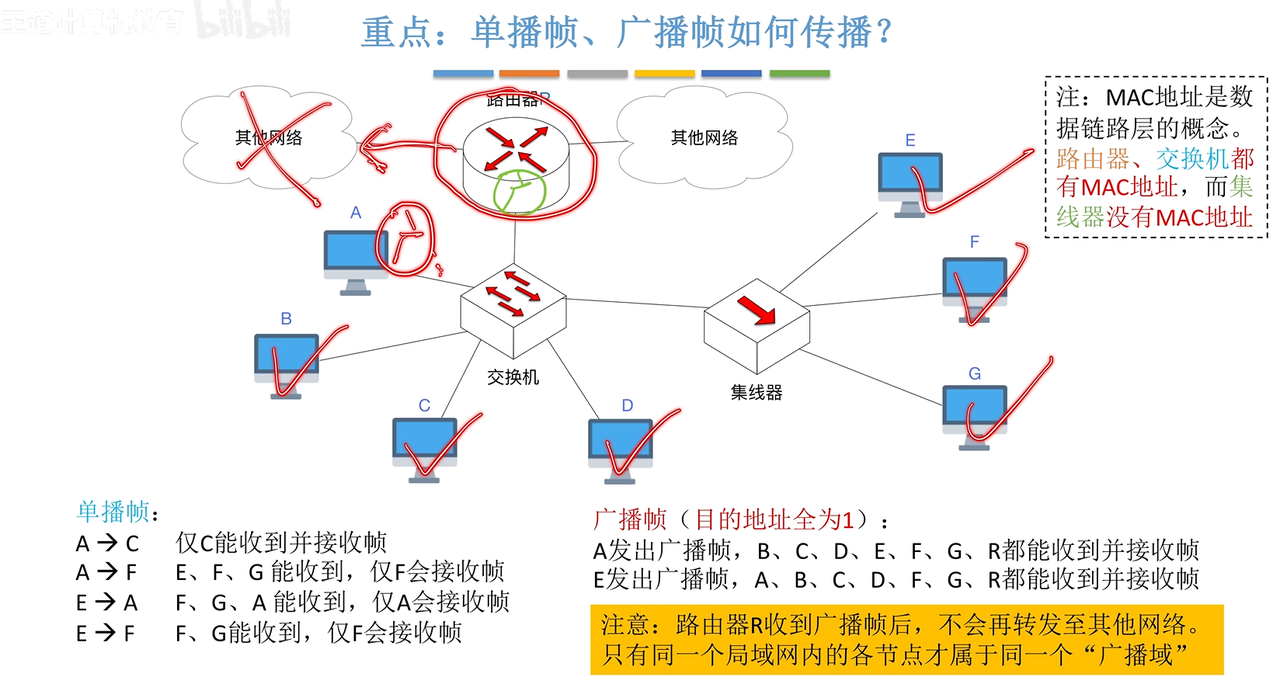 王道计算机教育 bilibili
重点：单播帧、广播帧如何传播？
路由器R
其他网络
其他网络
注：MAC地址是数
据链路层的概念。
路由器、交换机都
有MAC地址，而集
线器没有MAC地址
A
B
C
D
E
F
G
交换机
集线器
单播帧：
A → C 仅C能收到并接收帧
A → F E、F、G 能收到，仅F会接收帧
E → A F、G、A 能收到，仅A会接收帧
E → F F、G能收到，仅F会接收帧
广播帧（目的地址全为1）：
A发出广播帧，B、C、D、E、F、G、R都能收到并接收帧
E发出广播帧，A、B、C、D、F、G、R都能收到并接收帧
注意：路由器R收到广播帧后，不会再转发至其他网络。
只有同一个局域网内的各节点才属于同一个“广播域”